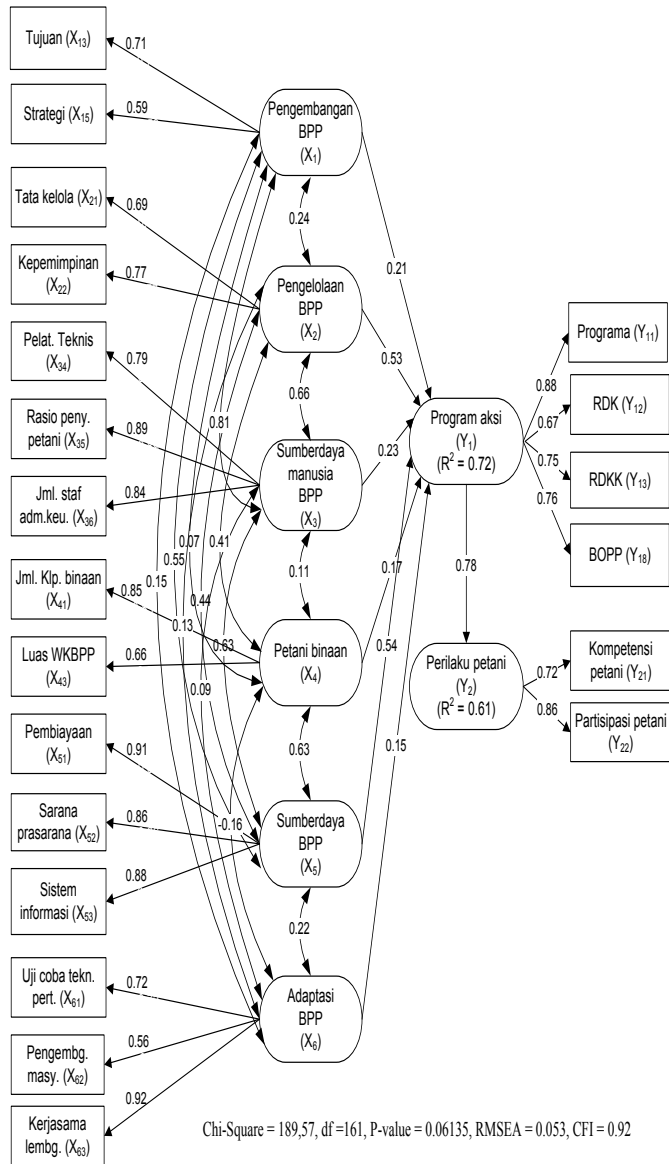 Tujuan (X13)
0.71
Strategi (X15)
0.59
Tata kelola (X21)
0.69
Kepemimpinan
(X22)
0.77
Pelat. Teknis
(X34)
0.79
Rasio peny.
petani (X35)
0.89
Jml. staf
adm.keu. (X36)
0.84
Jml. Klp. binaan
(X41)
0.85
Luas WKBPP
(X43)
0.66
Pembiayaan
(X51)
0.91
Sarana
prasarana (X52)
0.86
Sistem
informasi (X53)
0.88
Uji coba tekn.
pert. (X61)
0.72
Pengembg.
masy. (X62)
0.56
Kerjasama
lembg. (X63)
0.92
Pengembangan
BPP
(X1)
0.24
Pengelolaan
BPP
(X2)
0.66
Sumberdaya
manusia
BPP
(X3)
0.11
Petani binaan
(X4)
0.63
Sumberdaya
BPP
(X5)
0.22
Adaptasi
BPP
(X6)
0.81
0.41
0.07
0.55
0.44
0.15
0.13
0.63
0.09
-0.16
0.21
0.53
0.23
0.17
0.54
0.15
Program aksi
(Y1)
(R2 = 0.72)
0.78
Perilaku petani
(Y2)
(R2 = 0.61)
0.88
Programa (Y11)
0.67
RDK (Y12)
0.75
RDKK (Y13)
0.76
BOPP (Y18)
0.72
Kompetensi
petani (Y21)
0.86
Partisipasi petani
(Y22)
Chi-Square = 189,57, df =161, P-value = 0.06135, RMSEA = 0.053, CFI = 0.92